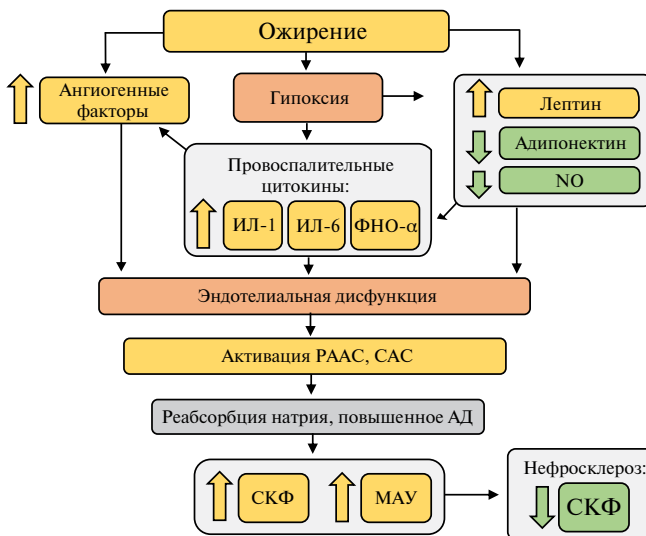 Ожирение
Ангиогенные
факторы
Гипоксия
Лептин
Адипонектин
NO
Провоспалительные
цитокины:
ИЛ-1 ИЛ-6 ФНО-α
Эндотелиальная дисфункция
Активация РААС, САС
Реабсорбция натрия, повышенное АД
СКФ МАУ
Нефросклероз:
СКФ